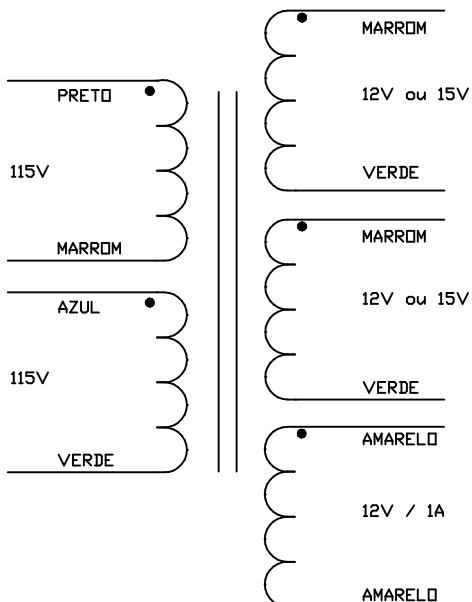 PRETO
115V
MARROM
AZUL
115V
VERDE
MARROM
12V ou 15V
VERDE
MARROM
12V ou 15V
VERDE
AMARELO
12V / 1A
AMARELO